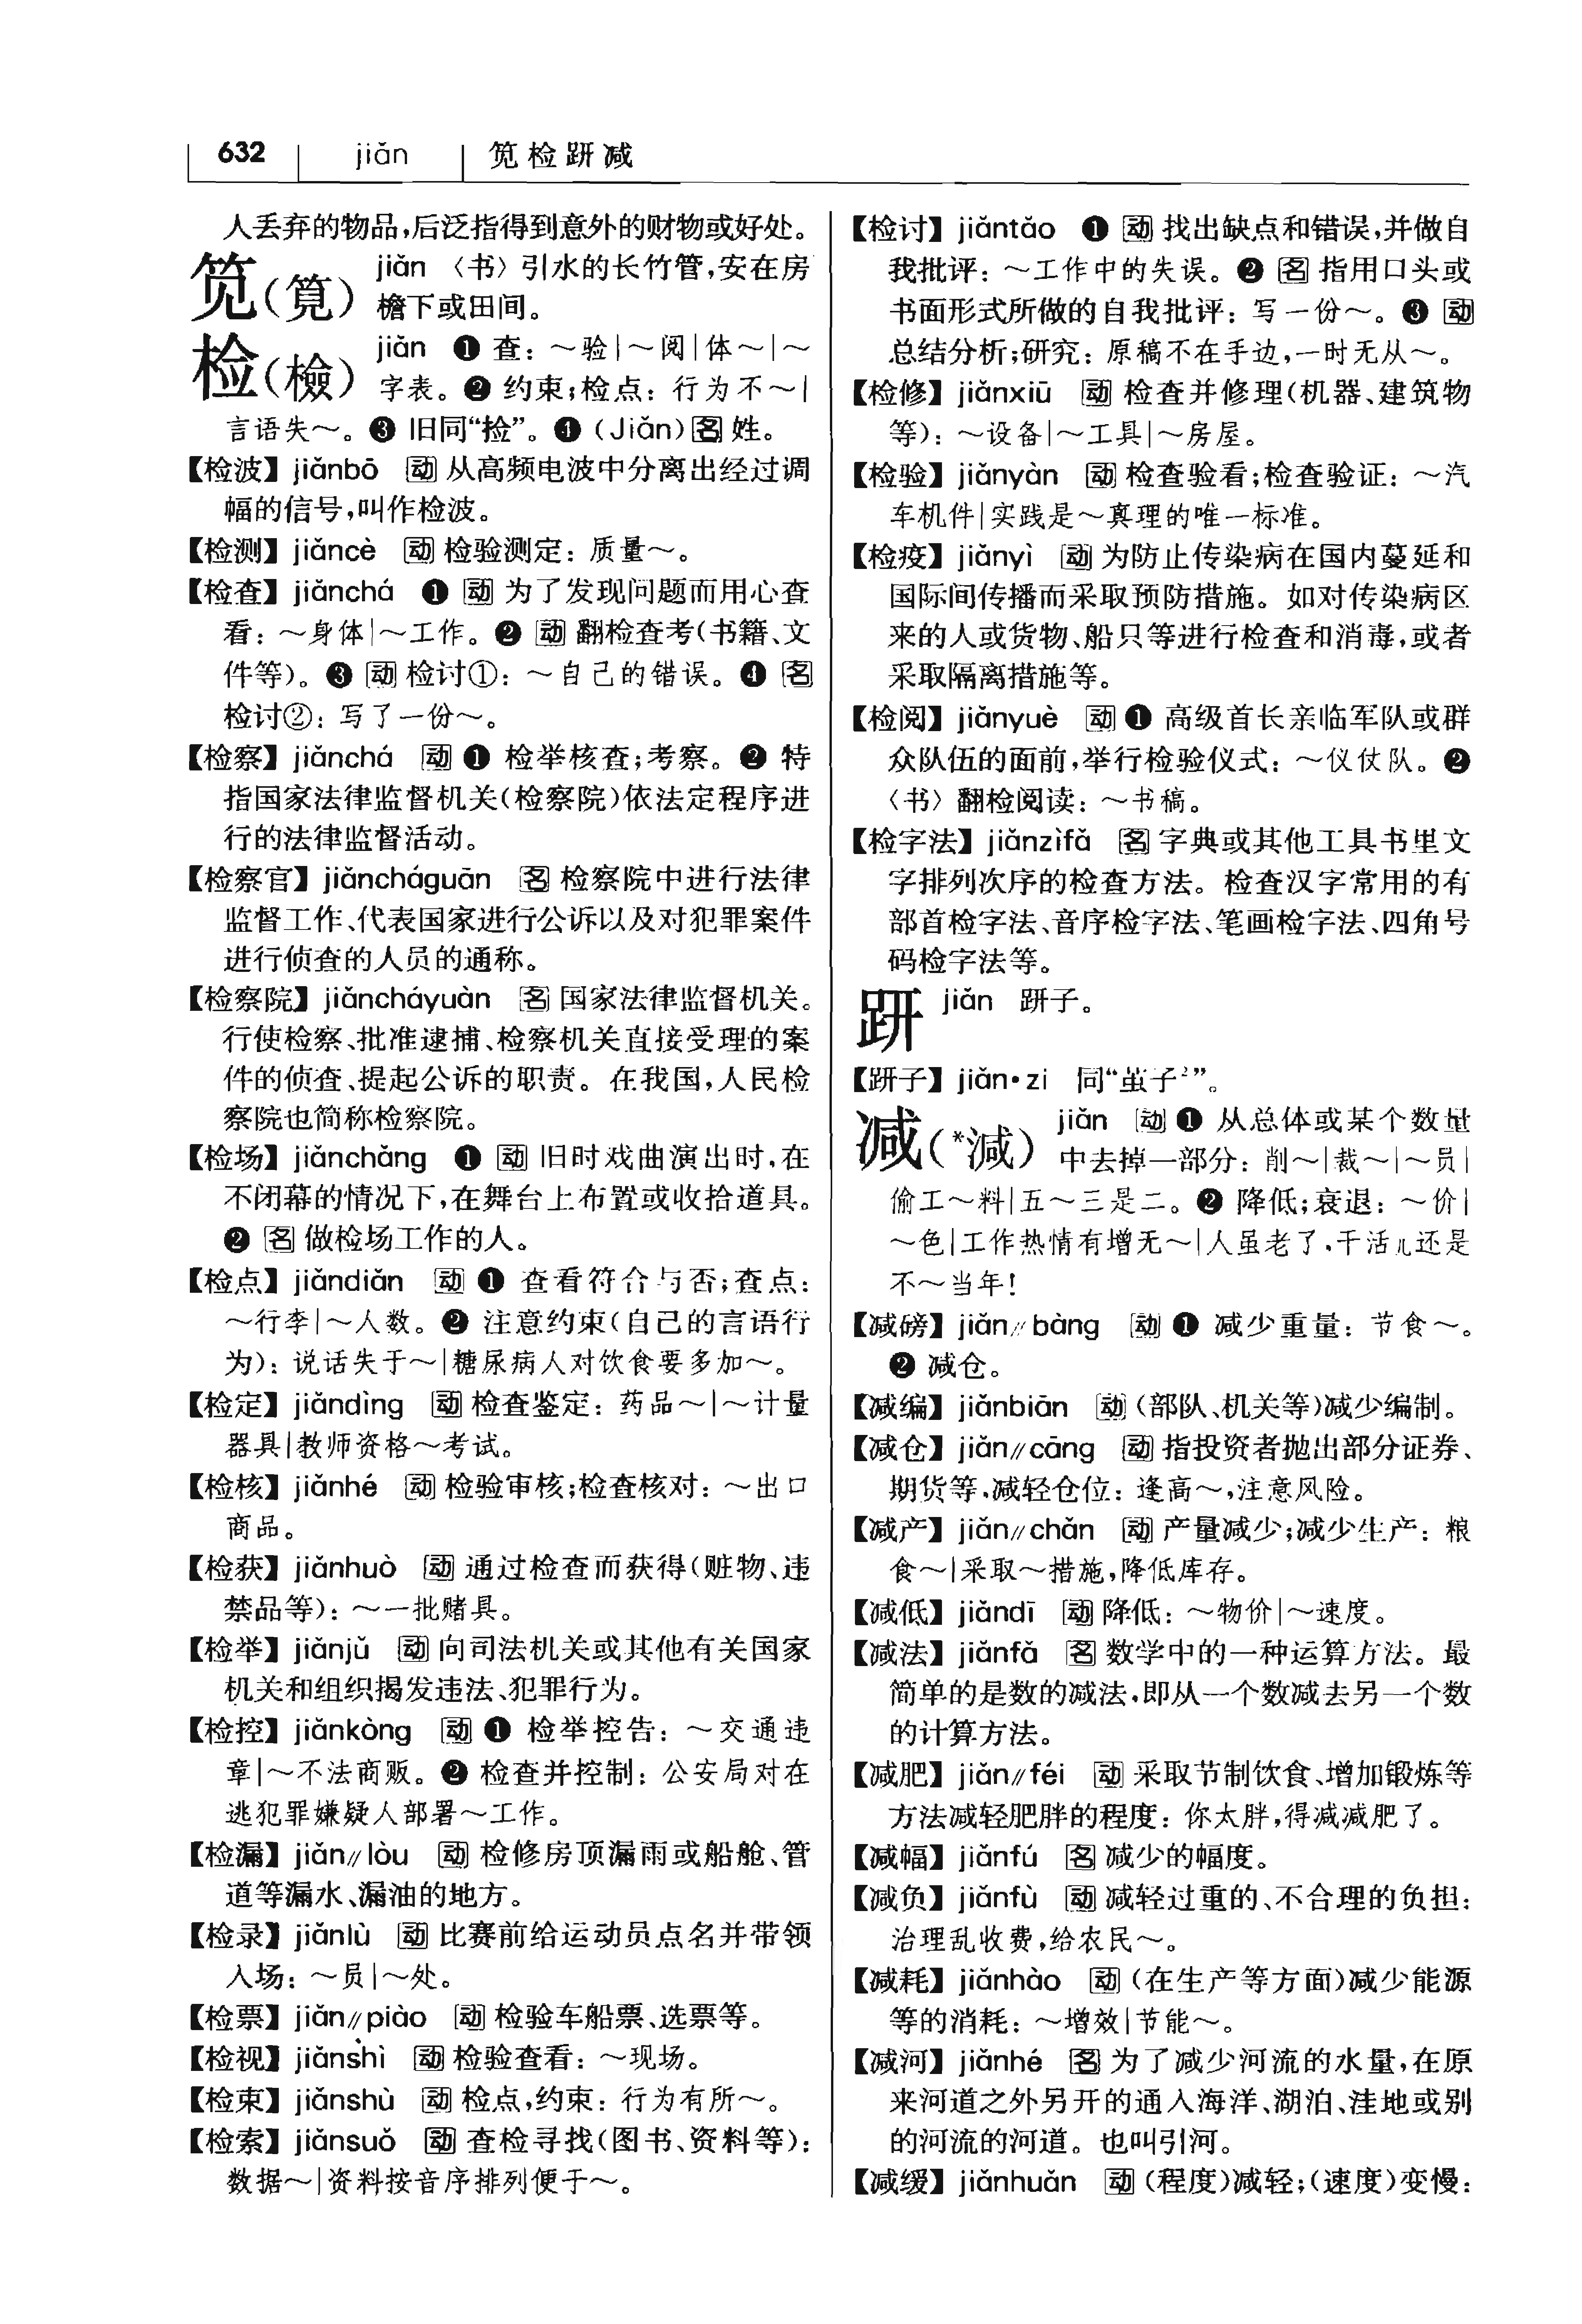 632 jiǎn 笕检趼减
人丢弃的物品,后泛指得到意外的财物或好处。
笕(筧) jiǎn 〈书〉引水的长竹管,安在房
檐下或田间。
检(檢) jiǎn ❶ 查：～验|～阅|体～|～
字表。❷ 约束;检点：行为不～|
言语失～。❸ 旧同“捡”。❹ (Jiǎn) 名 姓。
【检波】jiǎnbō 动 从高频电波中分离出经过调
幅的信号,叫作检波。
【检测】jiǎncè 动 检验测定：质量～。
【检查】jiǎnchá ❶ 动 为了发现问题而用心查
看：～身体|～工作。❷ 动 翻检查考(书籍、文
件等)。❸ 动 检讨①：～自己的错误。❹ 名
检讨②：写了一份～。
【检察】jiǎnchá 动 ❶ 检举核查;考察。❷ 特
指国家法律监督机关(检察院)依法定程序进
行的法律监督活动。
【检察官】jiǎncháguān 名 检察院中进行法律
监督工作、代表国家进行公诉以及对犯罪案件
进行侦查的人员的通称。
【检察院】jiǎncháyuàn 名 国家法律监督机关。
行使检察、批准逮捕、检察机关直接受理的案
件的侦查、提起公诉的职责。在我国,人民检
察院也简称检察院。
【检场】jiǎnchǎng ❶ 动 旧时戏曲演出时,在
不闭幕的情况下,在舞台上布置或收拾道具。
❷ 名 做检场工作的人。
【检点】jiǎndiǎn 动 ❶ 查看符合与否;查点：
～行李|～人数。❷ 注意约束(自己的言语行
为)：说话失于～|糖尿病人对饮食要多加～。
【检定】jiǎndìng 动 检查鉴定：药品～|～计量
器具|教师资格～考试。
【检核】jiǎnhé 动 检验审核;检查核对：～出口
商品。
【检获】jiǎnhuò 动 通过检查而获得(赃物、违
禁品等)：～一批赌具。
【检举】jiǎnjǔ 动 向司法机关或其他有关国家
机关和组织揭发违法、犯罪行为。
【检控】jiǎnkòng 动 ❶ 检举控告：～交通违
章|～不法商贩。❷ 检查并控制：公安局对在
逃犯罪嫌疑人部署～工作。
【检漏】jiǎn//lòu 动 检修房顶漏雨或船舱、管
道等漏水、漏油的地方。
【检录】jiǎnlù 动 比赛前给运动员点名并带领
入场：～员|～处。
【检票】jiǎn//piào 动 检验车船票、选票等。
【检视】jiǎnshì 动 检验查看：～现场。
【检束】jiǎnshù 动 检点,约束：行为有所～。
【检索】jiǎnsuǒ 动 查检寻找(图书、资料等)：
数据～|资料按音序排列便于～。
【检讨】jiǎntǎo ❶ 动 找出缺点和错误,并做自
我批评：～工作中的失误。❷ 名 指用口头或
书面形式所做的自我批评：写一份～。❸ 动
总结分析;研究：原稿不在手边,一时无从～。
【检修】jiǎnxiū 动 检查并修理(机器、建筑物
等)：～设备|～工具|～房屋。
【检验】jiǎnyàn 动 检查验看;检查验证：～汽
车机件|实践是～真理的唯一标准。
【检疫】jiǎnyì 动 为防止传染病在国内蔓延和
国际间传播而采取预防措施。如对传染病区
来的人或货物、船只等进行检查和消毒,或者
采取隔离措施等。
【检阅】jiǎnyuè 动 ❶ 高级首长亲临军队或群
众队伍的面前,举行检验仪式：～仪仗队。❷
〈书〉翻检阅读：～书稿。
【检字法】jiǎnzìfǎ 名 字典或其他工具书里文
字排列次序的检查方法。检查汉字常用的有
部首检字法、音序检字法、笔画检字法、四角号
码检字法等。
趼 jiǎn 趼子。
【趼子】jiǎn·zi 同“茧子²”。
减(*減) jiǎn 动 ❶ 从总体或某个数量
中去掉一部分：削～|裁～|～员|
偷工～料|五～三是二。❷ 降低;衰退：～价|
～色|工作热情有增无～|人虽老了,干活儿还是
不～当年!
【减磅】jiǎn//bàng 动 ❶ 减少重量：节食～。
❷ 减仓。
【减编】jiǎnbiān 动 (部队、机关等)减少编制。
【减仓】jiǎn//cāng 动 指投资者抛出部分证券、
期货等,减轻仓位：逢高～,注意风险。
【减产】jiǎn//chǎn 动 产量减少;减少生产：粮
食～|采取～措施,降低库存。
【减低】jiǎndī 动 降低：～物价|～速度。
【减法】jiǎnfǎ 名 数学中的一种运算方法。最
简单的是数的减法,即从一个数减去另一个数
的计算方法。
【减肥】jiǎn//féi 动 采取节制饮食、增加锻炼等
方法减轻肥胖的程度：你太胖,得减减肥了。
【减幅】jiǎnfú 名 减少的幅度。
【减负】jiǎnfù 动 减轻过重的、不合理的负担：
治理乱收费,给农民～。
【减耗】jiǎnhào 动 (在生产等方面)减少能源
等的消耗：～增效|节能～。
【减河】jiǎnhé 名 为了减少河流的水量,在原
来河道之外另开的通入海洋、湖泊、洼地或别
的河流的河道。也叫引河。
【减缓】jiǎnhuǎn 动 (程度)减轻;(速度)变慢：